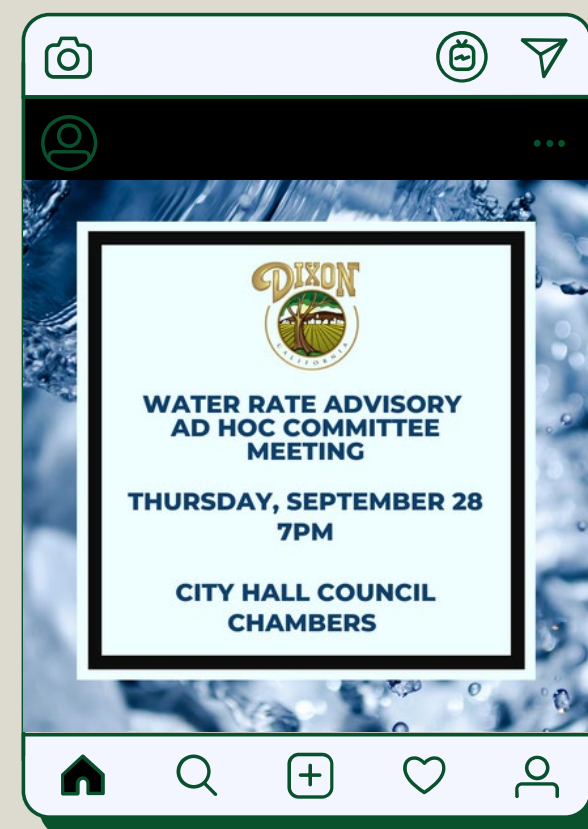 DIXON
CALIFORNIA
WATER RATE ADVISORY
AD HOC COMMITTEE
MEETING
THURSDAY, SEPTEMBER 28
7PM
CITY HALL COUNCIL
CHAMBERS